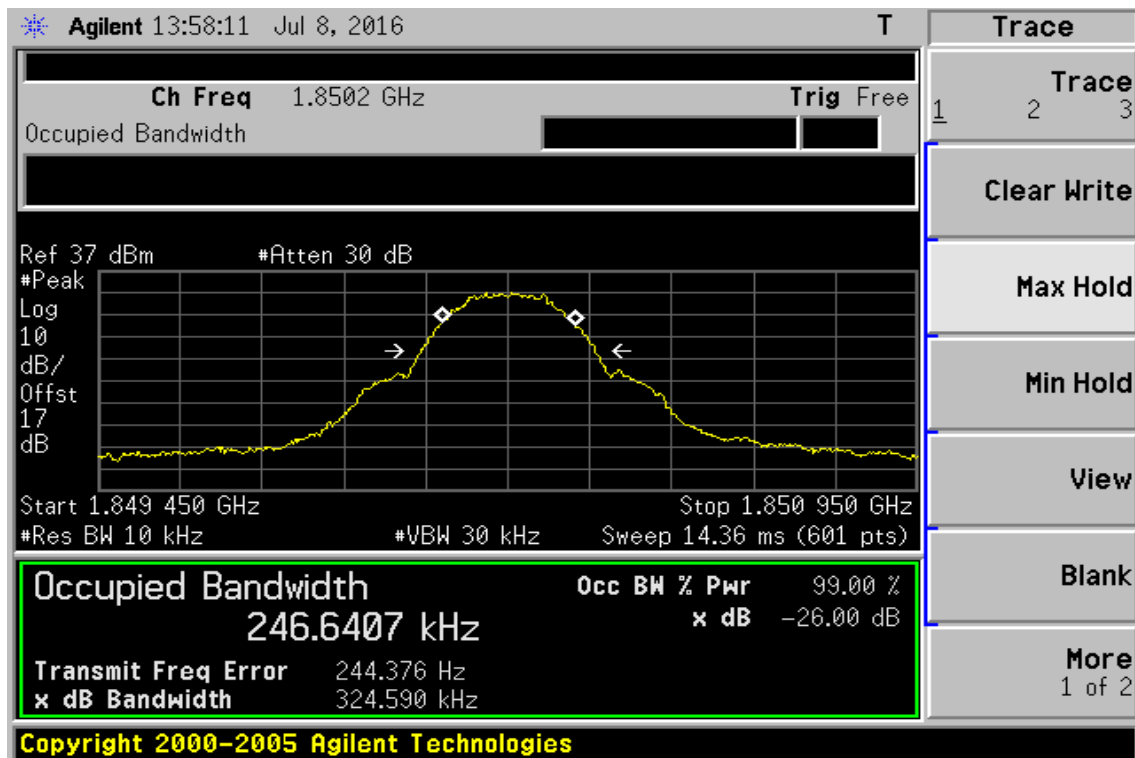 Agilent 13:58:11 Jul 8, 2016 T
Trace
Ch Freq 1.8502 GHz Trig Free
Occupied Bandwidth
Trace
1 2 3
Clear Write
Max Hold
Min Hold
View
Blank
More
1 of 2
Ref 37 dBm #Atten 30 dB
#Peak
Log
10
dB/
Offst
17
dB
Start 1.849 450 GHz Stop 1.850 950 GHz
#Res BW 10 kHz #VBW 30 kHz Sweep 14.36 ms (601 pts)
Occupied Bandwidth Occ BW % Pwr 99.00 %
246.6407 kHz x dB -26.00 dB
Transmit Freq Error 244.376 Hz
x dB Bandwidth 324.590 kHz
Copyright 2000-2005 Agilent Technologies